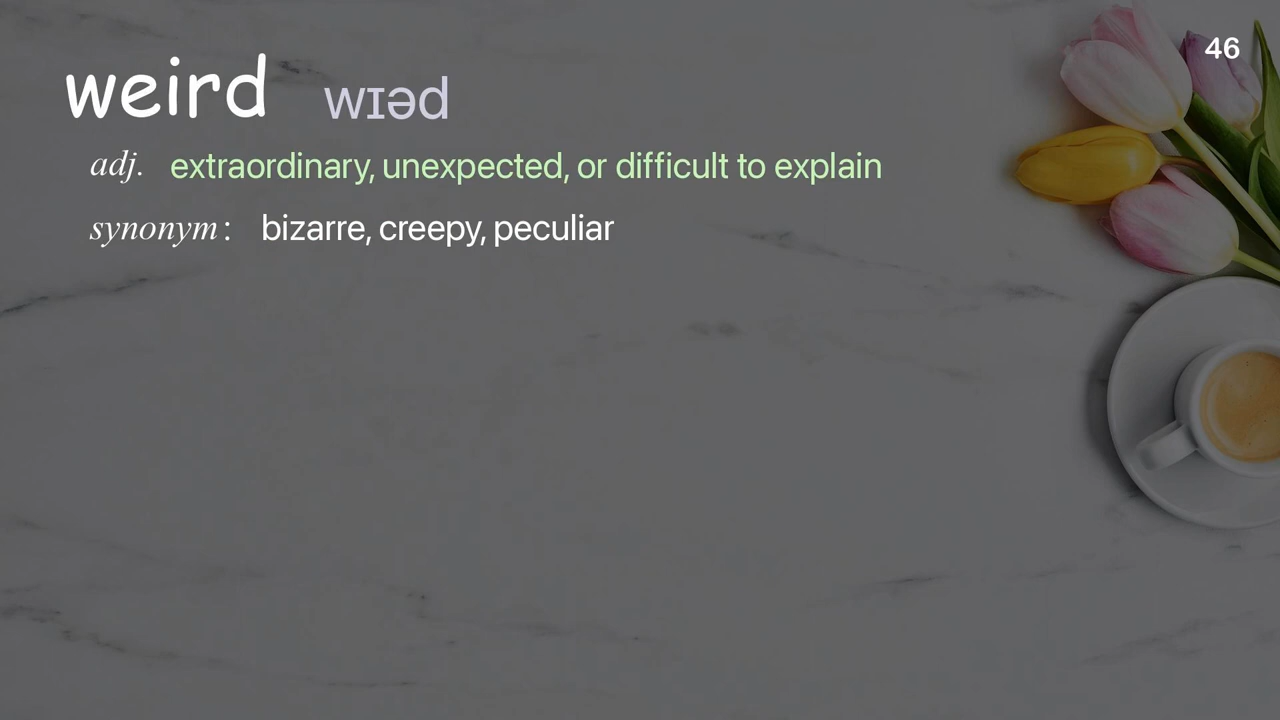 46
weird wɪəd
adj. extraordinary, unexpected, or difficult to explain
synonym: bizarre, creepy, peculiar